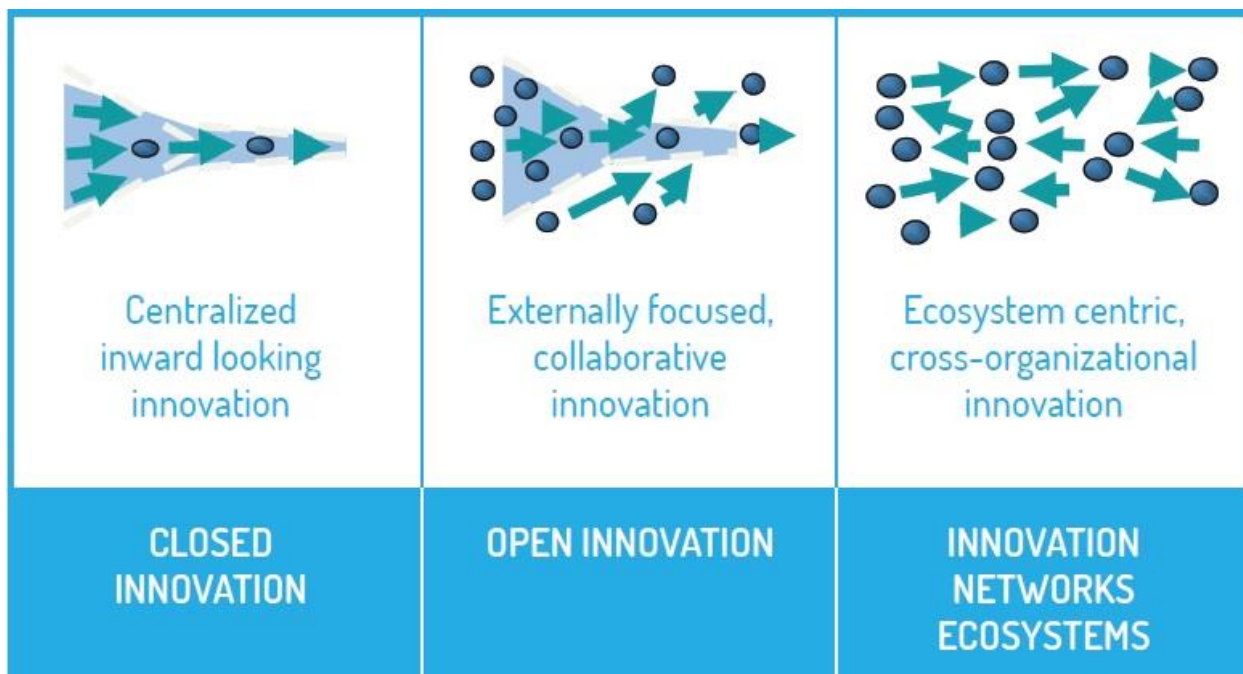 Centralized
inward looking
innovation
Externally focused,
collaborative
innovation
Ecosystem centric,
cross-organizational
innovation
CLOSED
INNOVATION
OPEN INNOVATION
INNOVATION
NETWORKS
ECOSYSTEMS